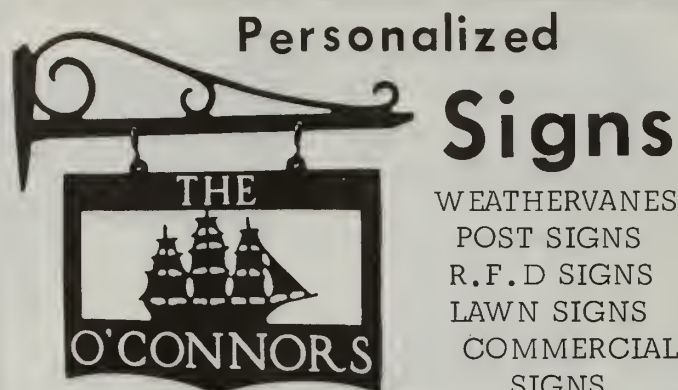 Personalized
Signs
THE
O'CONNORS
WEATHERVANES
POST SIGNS
R.F.D SIGNS
LAWN SIGNS
COMMERCIAL
SIGNS